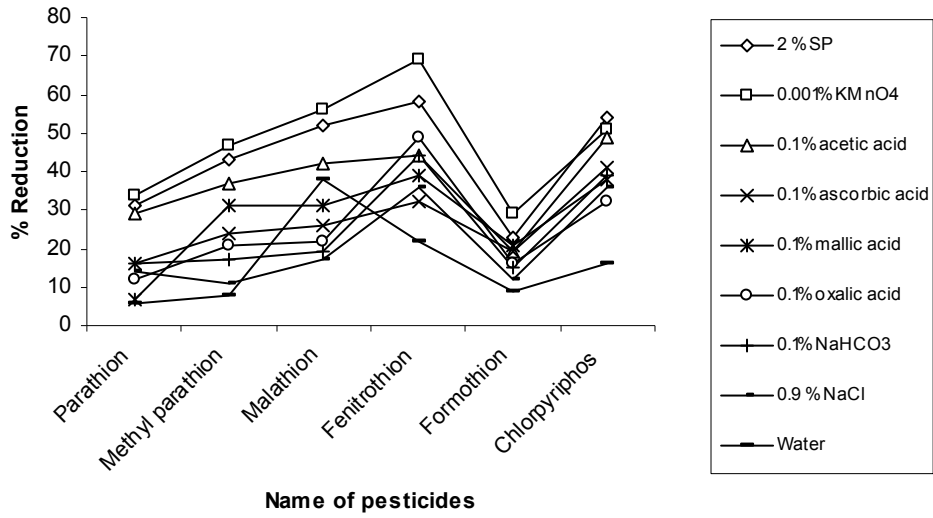 80
70
60
50
40
30
20
10
0
% Reduction
Parathion
Methyl parathion
Malathion
Fenitrothion
Formothion
Chlorpyriphos
Name of pesticides
2 % SP
0.001% KMnO4
0.1% acetic acid
0.1% ascorbic acid
0.1% mallic acid
0.1% oxalic acid
0.1% NaHCO3
0.9 % NaCl
Water